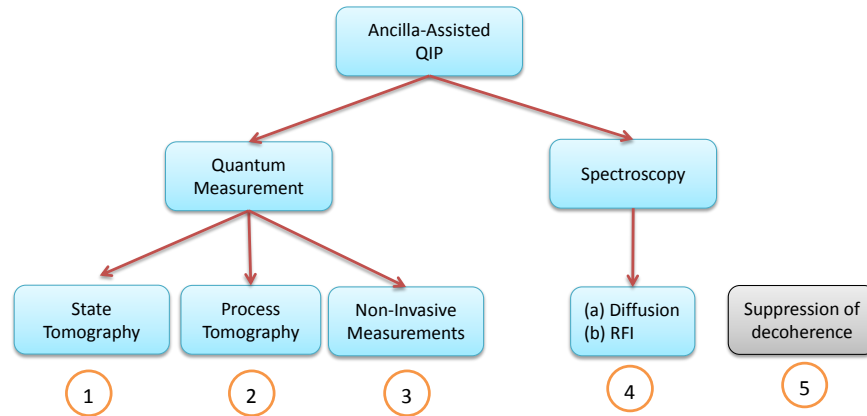 Ancilla-Assisted
QIP
Quantum
Measurement
Spectroscopy
State
Tomography
Process
Tomography
Non-Invasive
Measurements
(a) Diffusion
(b) RFI
Suppression of
decoherence
1
2
3
4
5